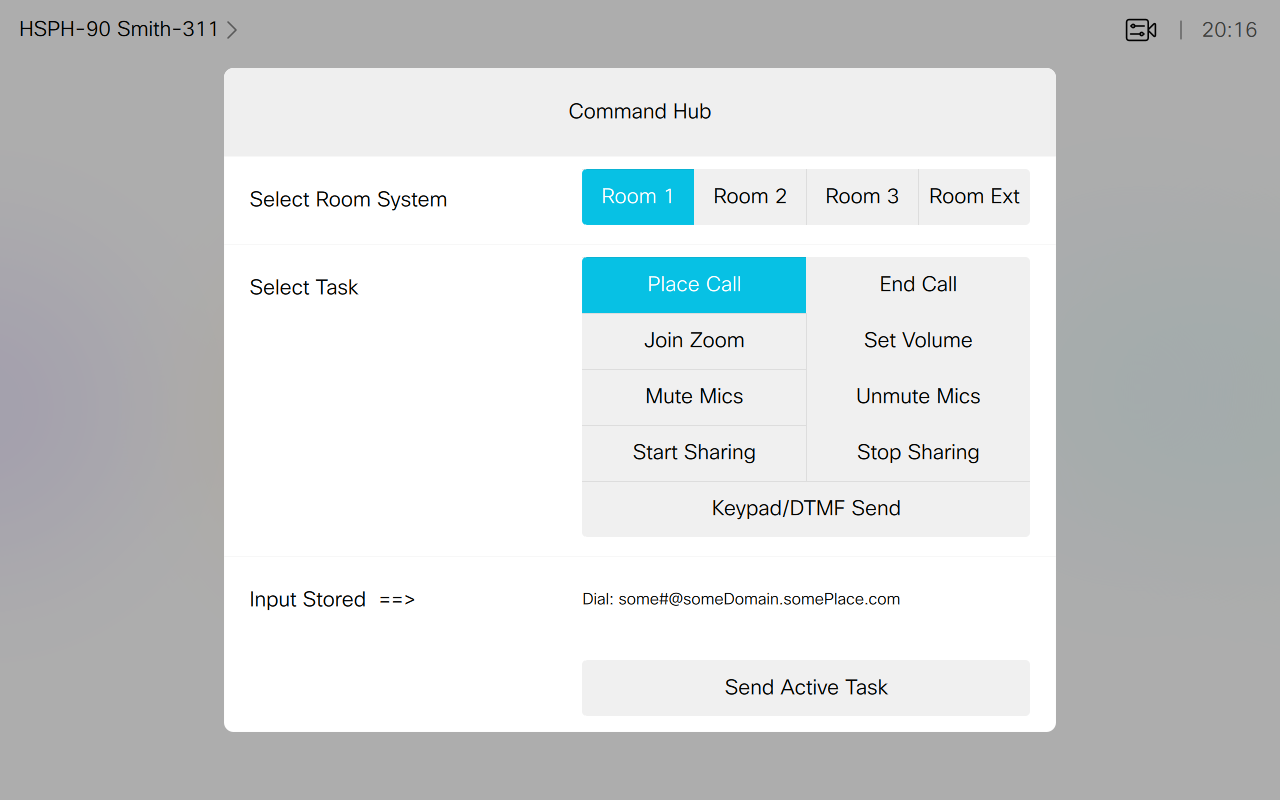 HSPH-90 Smith-311
20:16
Command Hub
Select Room System
Room 1
Room 2
Room 3
Room Ext
Select Task
Place Call
End Call
Join Zoom
Set Volume
Mute Mics
Unmute Mics
Start Sharing
Stop Sharing
Keypad/DTMF Send
Input Stored ==>
Dial: some#@someDomain.somePlace.com
Send Active Task